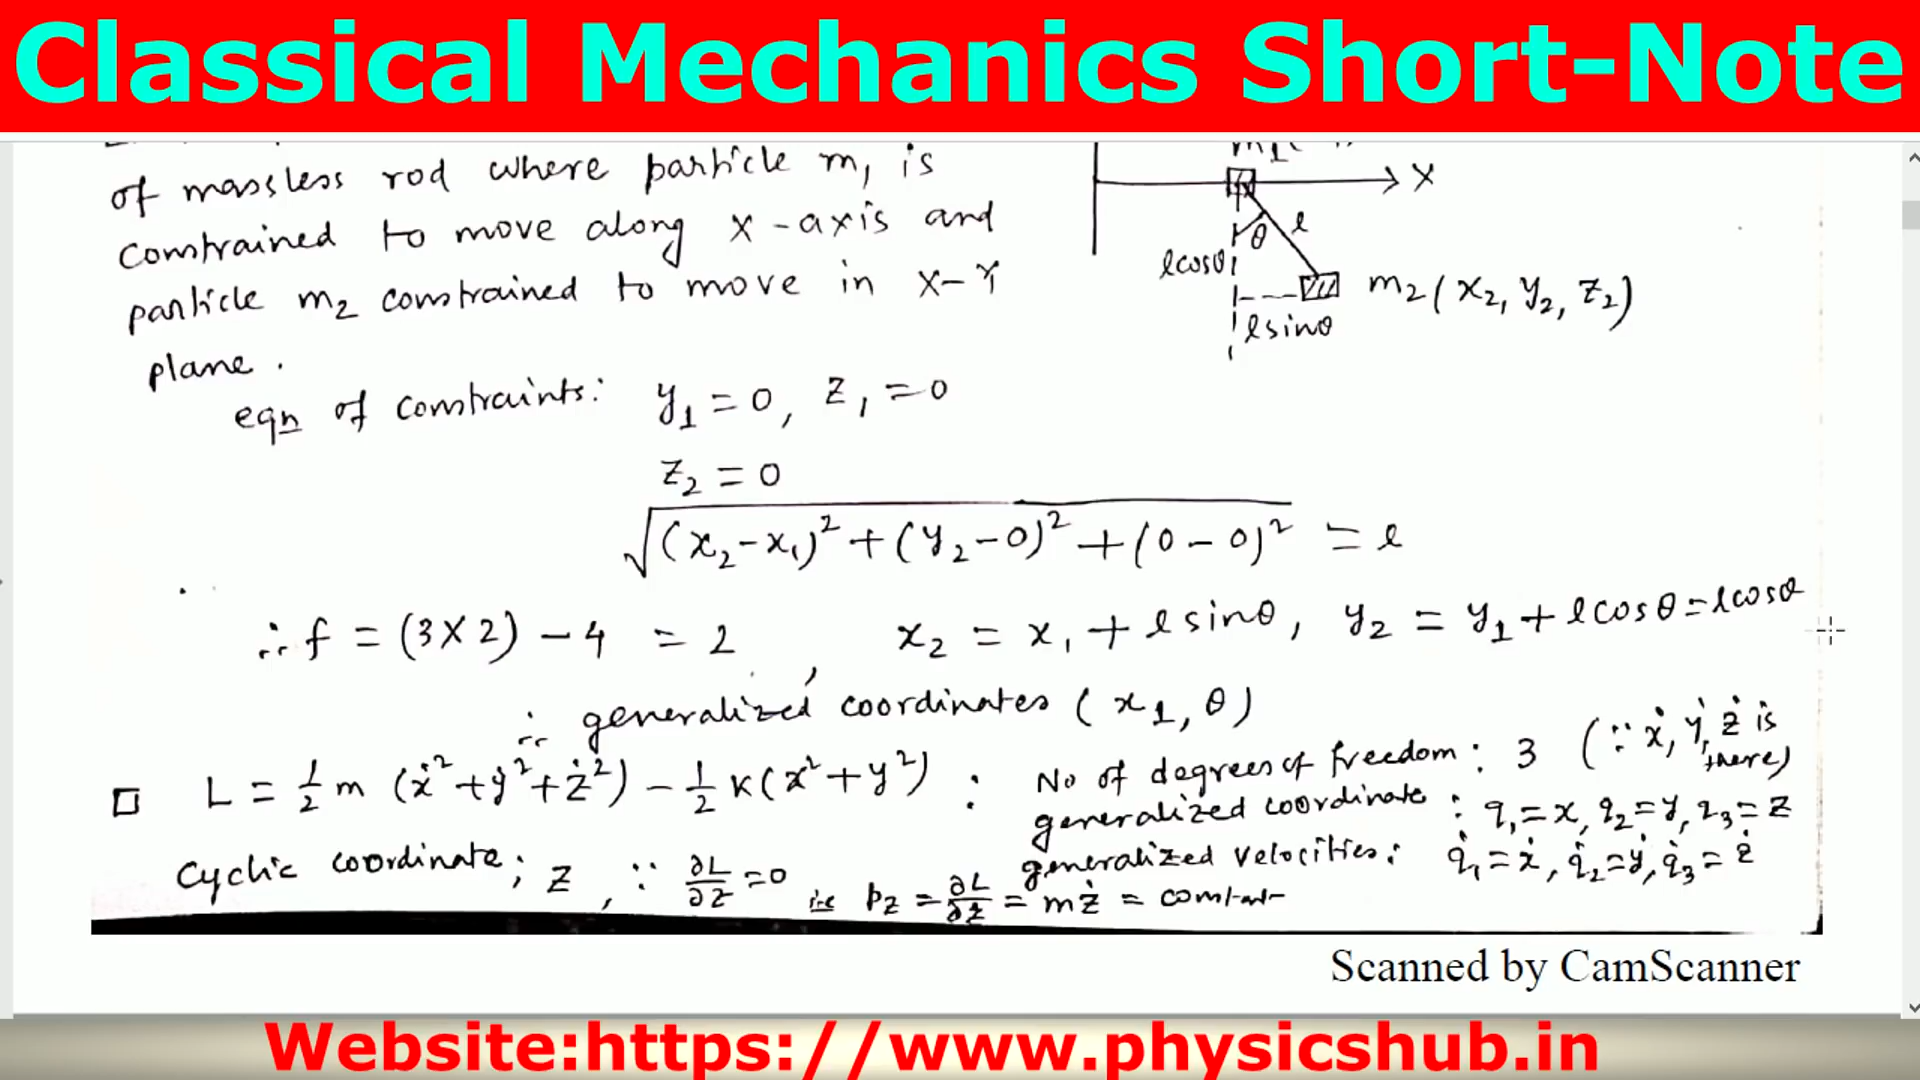 Classical Mechanics Short-Note
of massless rod where particle m₁ is
constrained to move along X-axis and
particle m₂ constrained to move in X-Y
plane.
X
l
θ
lcosθ
m₂(x₂, y₂, z₂)
lsinθ
eqn of constraints: y₁ = 0, z₁ = 0
z₂ = 0
√((x₂-x₁)² + (y₂-0)² + (0-0)²) = l
∴ f = (3×2) - 4 = 2, x₂ = x₁ + l sinθ, y₂ = y₁ + l cosθ = l cosθ
∴ generalized coordinates (x₁, θ)
□ L = ½ m (ẋ² + ẏ² + ż²) - ½ K(x² + y²) :
No of degrees of freedom : 3 (∵ ẋ, ẏ, ż is there)
generalized coordinate : q₁ = x, q₂ = y, q₃ = z
generalized velocities: q̇₁ = ẋ, q̇₂ = ẏ, q̇₃ = ż
Cyclic coordinate; z, ∵ ∂L/∂z = 0 i.e p_z = ∂L/∂ż = mż = constant
Scanned by CamScanner
Website:https://www.physicshub.in